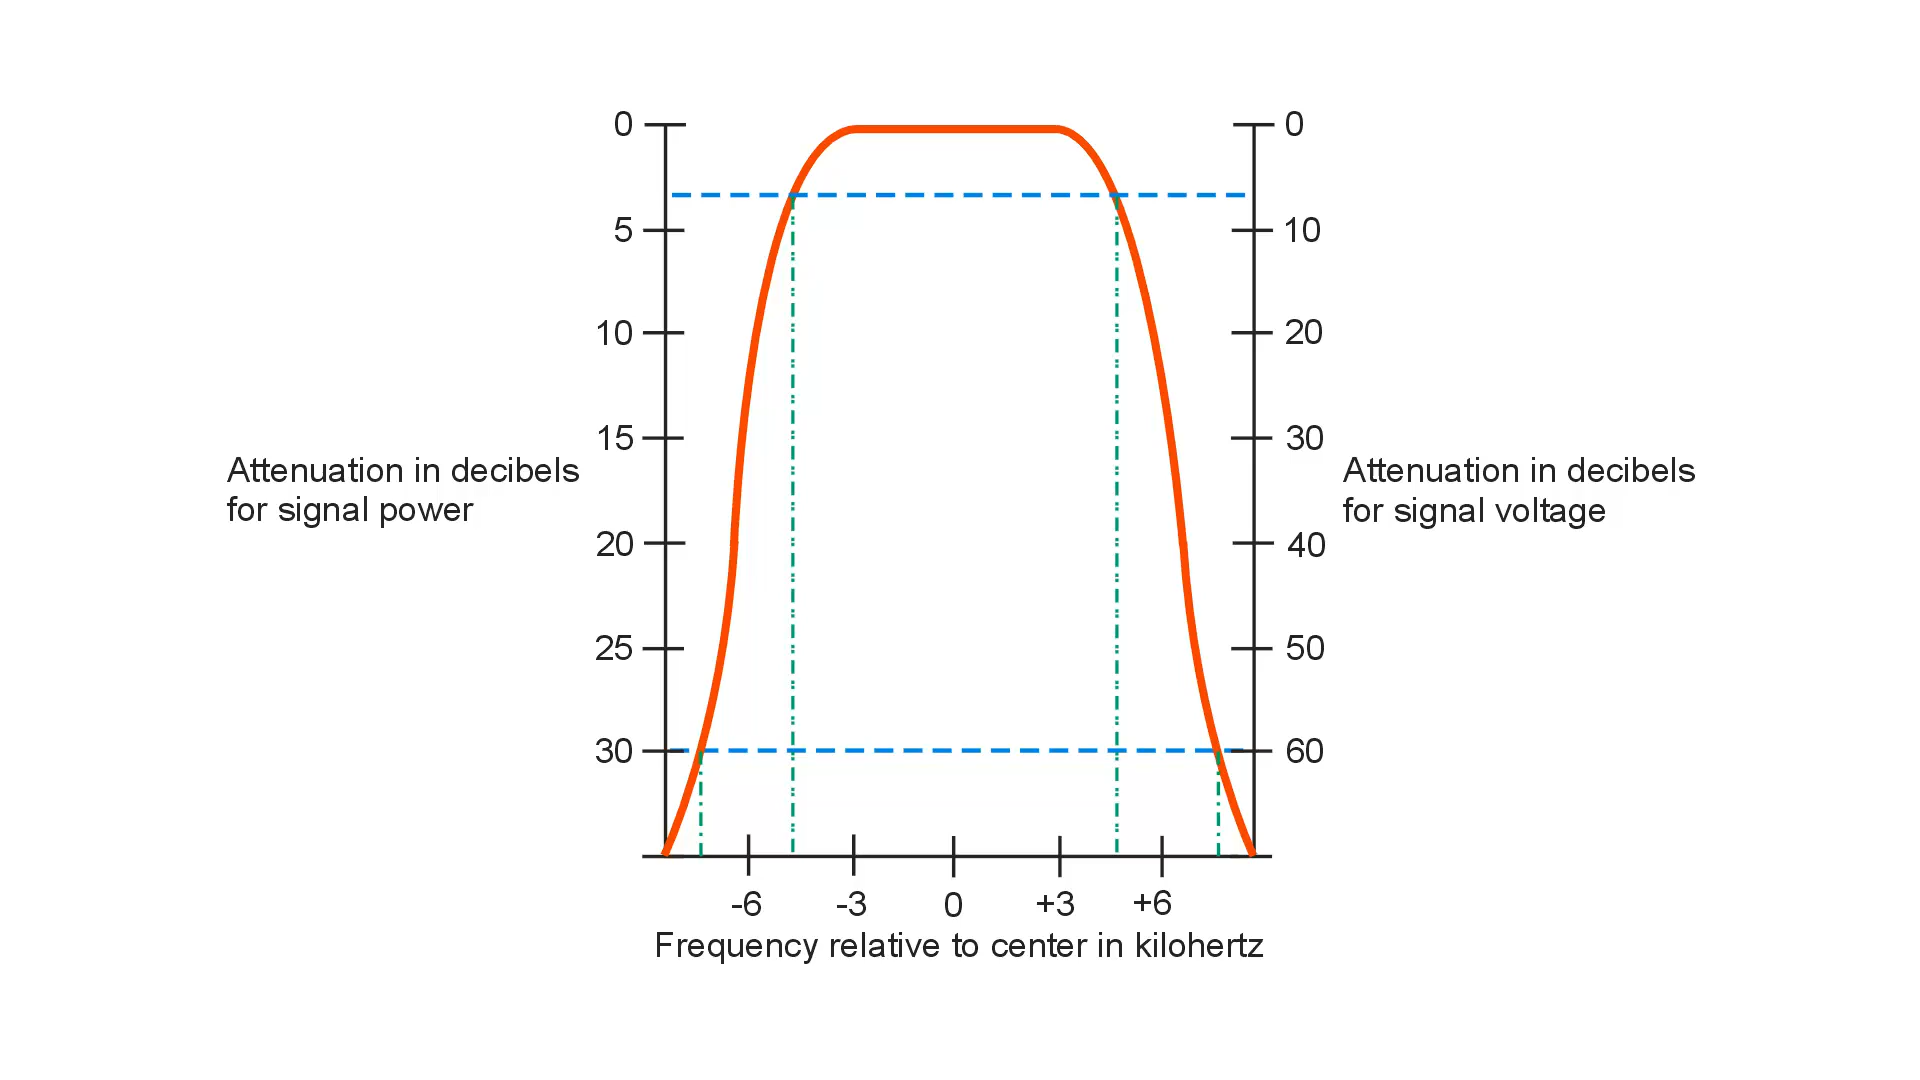 0
5
10
15
20
25
30
Attenuation in decibels
for signal power
0
10
20
30
40
50
60
Attenuation in decibels
for signal voltage
-6 -3 0 +3 +6
Frequency relative to center in kilohertz